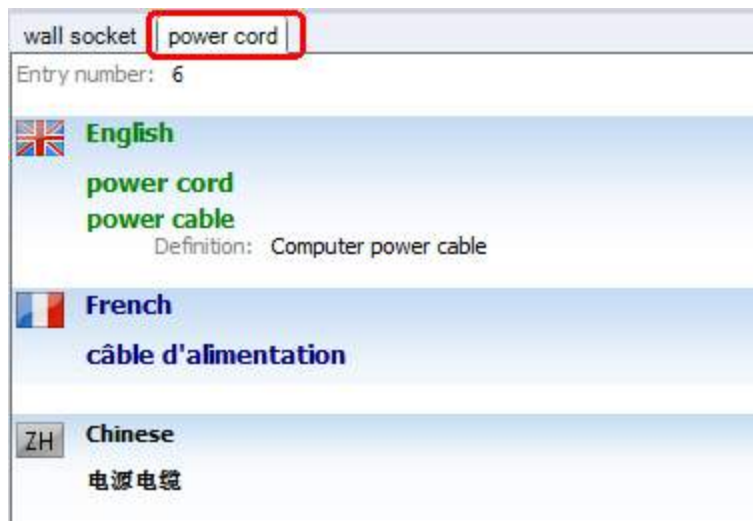 wall socket power cord
Entry number: 6
English
power cord
power cable
Definition: Computer power cable
French
câble d'alimentation
ZH Chinese
电源电缆